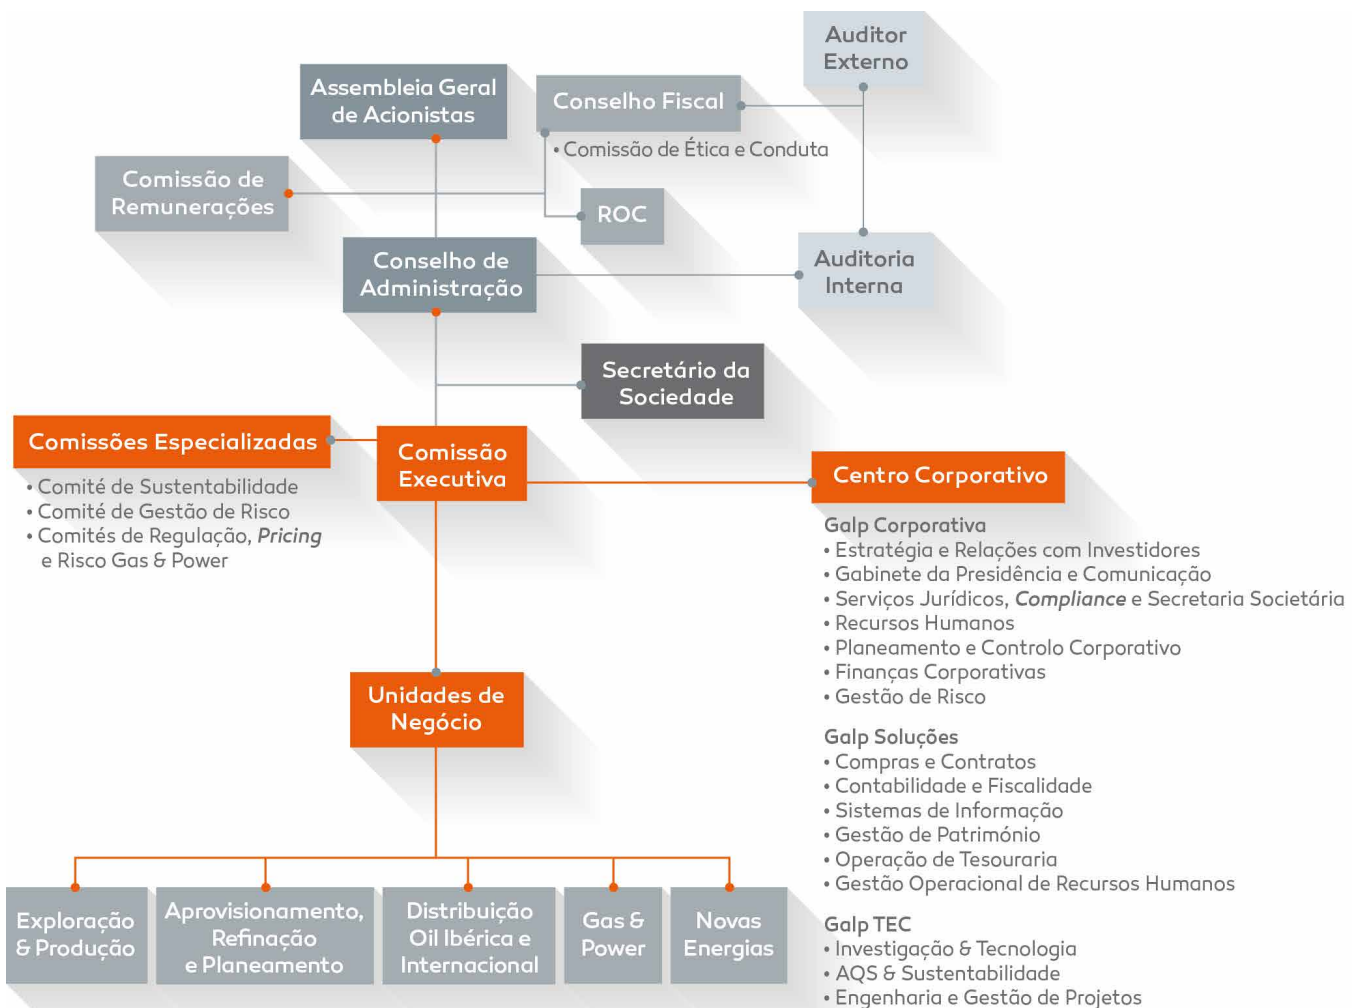 Auditor
Externo
Assembleia Geral
de Acionistas
Conselho Fiscal
• Comissão de Ética e Conduta
Comissão de
Remunerações
ROC
Conselho de
Administração
Auditoria
Interna
Secretário da
Sociedade
Comissões Especializadas
• Comité de Sustentabilidade
• Comité de Gestão de Risco
• Comités de Regulação, Pricing
e Risco Gas & Power
Comissão
Executiva
Centro Corporativo
Galp Corporativa
• Estratégia e Relações com Investidores
• Gabinete da Presidência e Comunicação
• Serviços Jurídicos, Compliance e Secretaria Societária
• Recursos Humanos
• Planeamento e Controlo Corporativo
• Finanças Corporativas
• Gestão de Risco
Galp Soluções
• Compras e Contratos
• Contabilidade e Fiscalidade
• Sistemas de Informação
• Gestão de Património
• Operação de Tesouraria
• Gestão Operacional de Recursos Humanos
Galp TEC
• Investigação & Tecnologia
• AQS & Sustentabilidade
• Engenharia e Gestão de Projetos
Unidades de
Negócio
Exploração
& Produção
Aprovisionamento,
Refinação
e Planeamento
Distribuição
Oil Ibérica e
Internacional
Gas &
Power
Novas
Energias